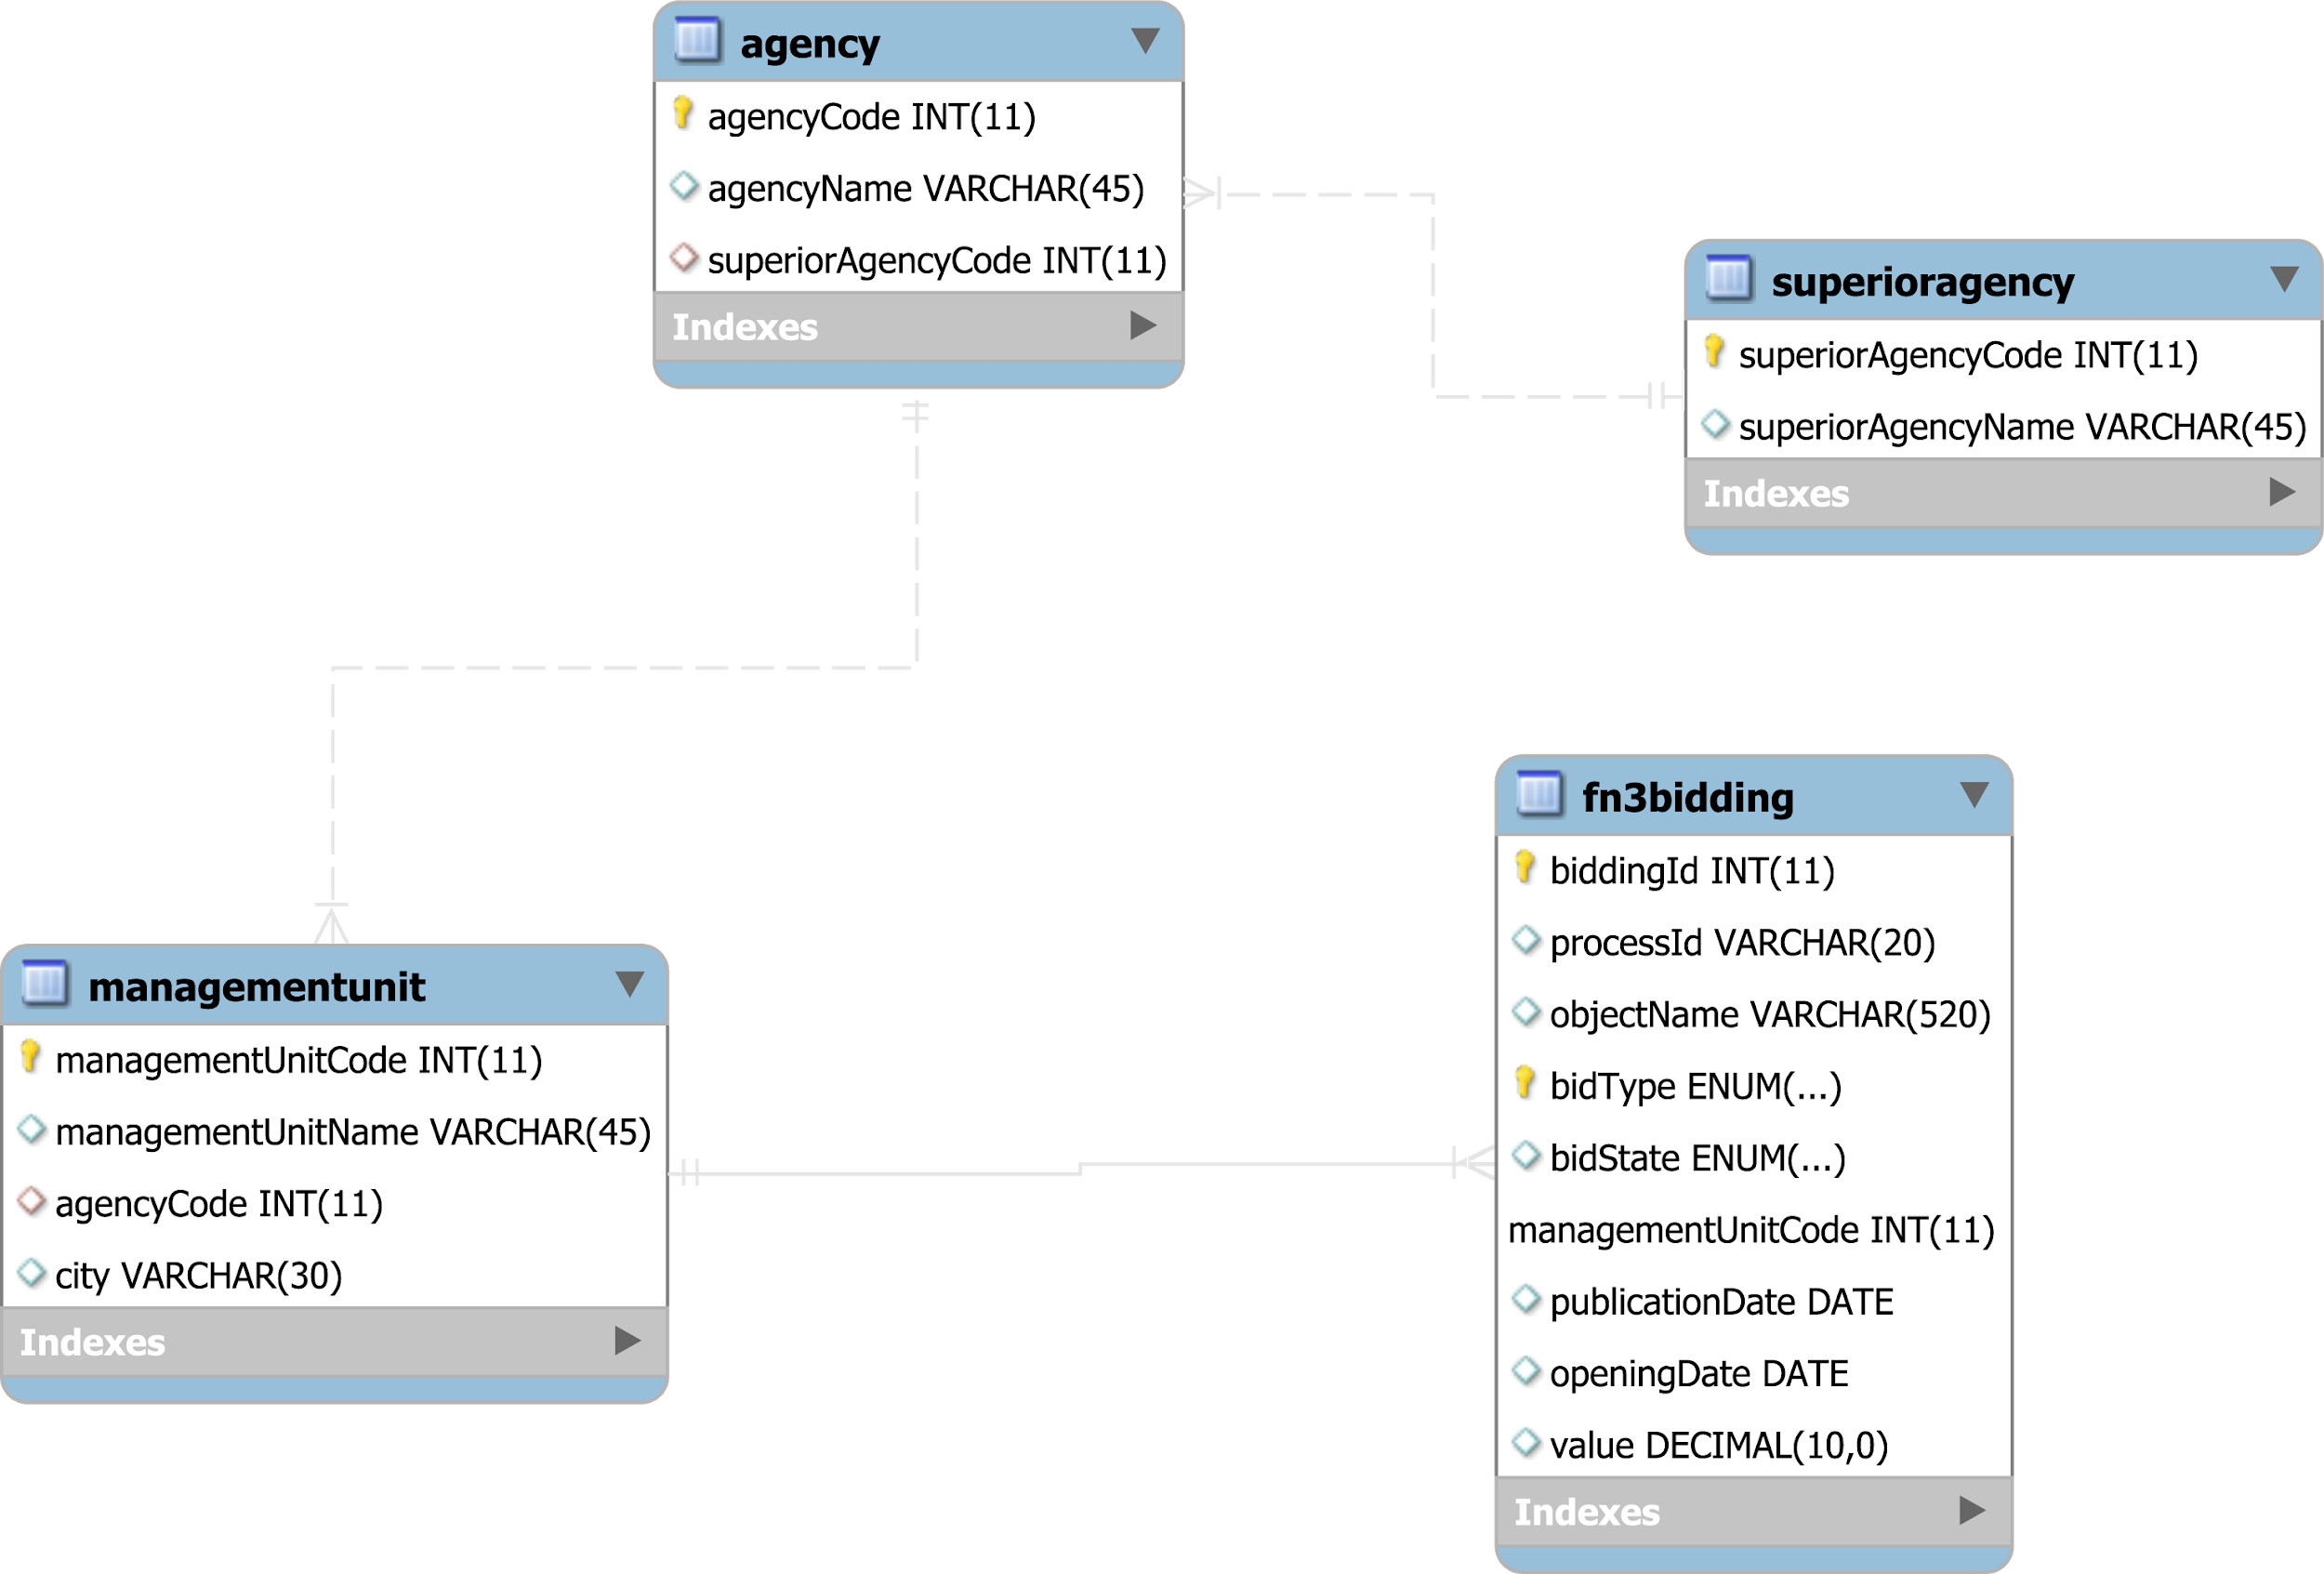 agency
agencyCode INT(11)
agencyName VARCHAR(45)
superiorAgencyCode INT(11)
Indexes
superioragency
superiorAgencyCode INT(11)
superiorAgencyName VARCHAR(45)
Indexes
managementunit
managementUnitCode INT(11)
managementUnitName VARCHAR(45)
agencyCode INT(11)
city VARCHAR(30)
Indexes
fn3bidding
biddingId INT(11)
processId VARCHAR(20)
objectName VARCHAR(520)
bidType ENUM(...)
bidState ENUM(...)
managementUnitCode INT(11)
publicationDate DATE
openingDate DATE
value DECIMAL(10,0)
Indexes